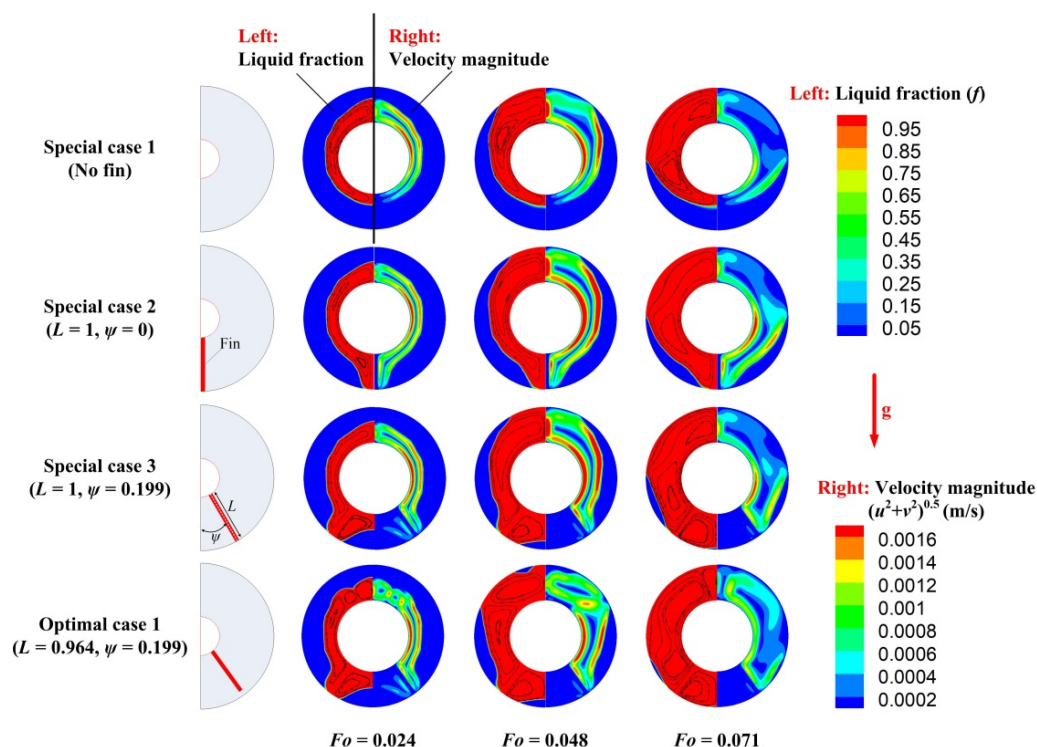 Left:
Liquid fraction
Right:
Velocity magnitude
Left: Liquid fraction (f)
0.95
0.85
0.75
0.65
0.55
0.45
0.35
0.25
0.15
0.05
Special case 1
(No fin)
Special case 2
(L = 1, ψ = 0)
Fin
g
Special case 3
(L = 1, ψ = 0.199)
L
ψ
Right: Velocity magnitude
(u²+v²)⁰·⁵ (m/s)
0.0016
0.0014
0.0012
0.001
0.0008
0.0006
0.0004
0.0002
Optimal case 1
(L = 0.964, ψ = 0.199)
Fo = 0.024
Fo = 0.048
Fo = 0.071